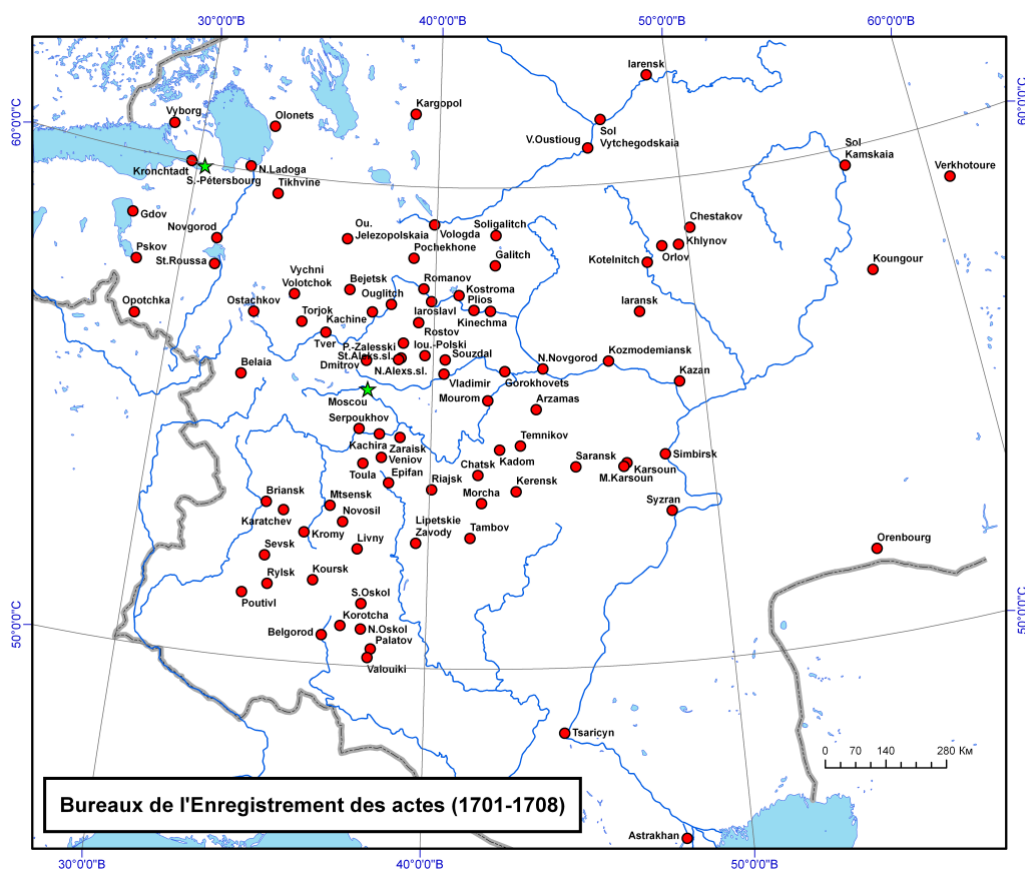 30°0'0"B
40°0'0"B
50°0'0"B
60°0'0"B
60°0'0"C
60°0'0"C
Iarensk
Kargopol
Vyborg
Olonets
Sol
Vytchegodskaia
V.Oustioug
Sol
Kamskaia
Verkhotoure
Kronchtadt
S.-Pétersbourg
N.Ladoga
Tikhvine
Gdov
Novgorod
Ou.
Jelezopolskaia
Vologda
Soligalitch
Chestakov
Khlynov
Orlov
Kotelnitch
Pskov
St.Roussa
Pochekhone
Galitch
Koungour
Vychni
Volotchok
Bejetsk
Romanov
Ouglitch
Kostroma
Plios
Iaransk
Opotchka
Ostachkov
Torjok
Kachine
Iaroslavl
Kinechma
Rostov
Tver
P.-Zalesski
Iou.-Polski
St.Aleks.sl.
Souzdal
N.Novgorod
Kozmodemiansk
Belaia
Dmitrov
N.Alexs.sl.
Vladimir
Gorokhovets
Kazan
Moscou
Mourom
Arzamas
Serpoukhov
Temnikov
Kachira
Zaraisk
Veniov
Kadom
Saransk
Karsoun
Simbirsk
M.Karsoun
Toula
Epifan
Chatsk
Riajsk
Kerensk
Briansk
Mtsensk
Morcha
Syzran
Karatchev
Novosil
Lipetskie
Zavody
Tambov
Kromy
Livny
Orenbourg
Sevsk
Rylsk
Koursk
Poutivl
S.Oskol
Korotcha
Belgorod
N.Oskol
Palatov
Valouiki
50°0'0"C
50°0'0"C
Tsaricyn
0 70 140 280 Км
Bureaux de l'Enregistrement des actes (1701-1708)
Astrakhan
30°0'0"B
40°0'0"B
50°0'0"B